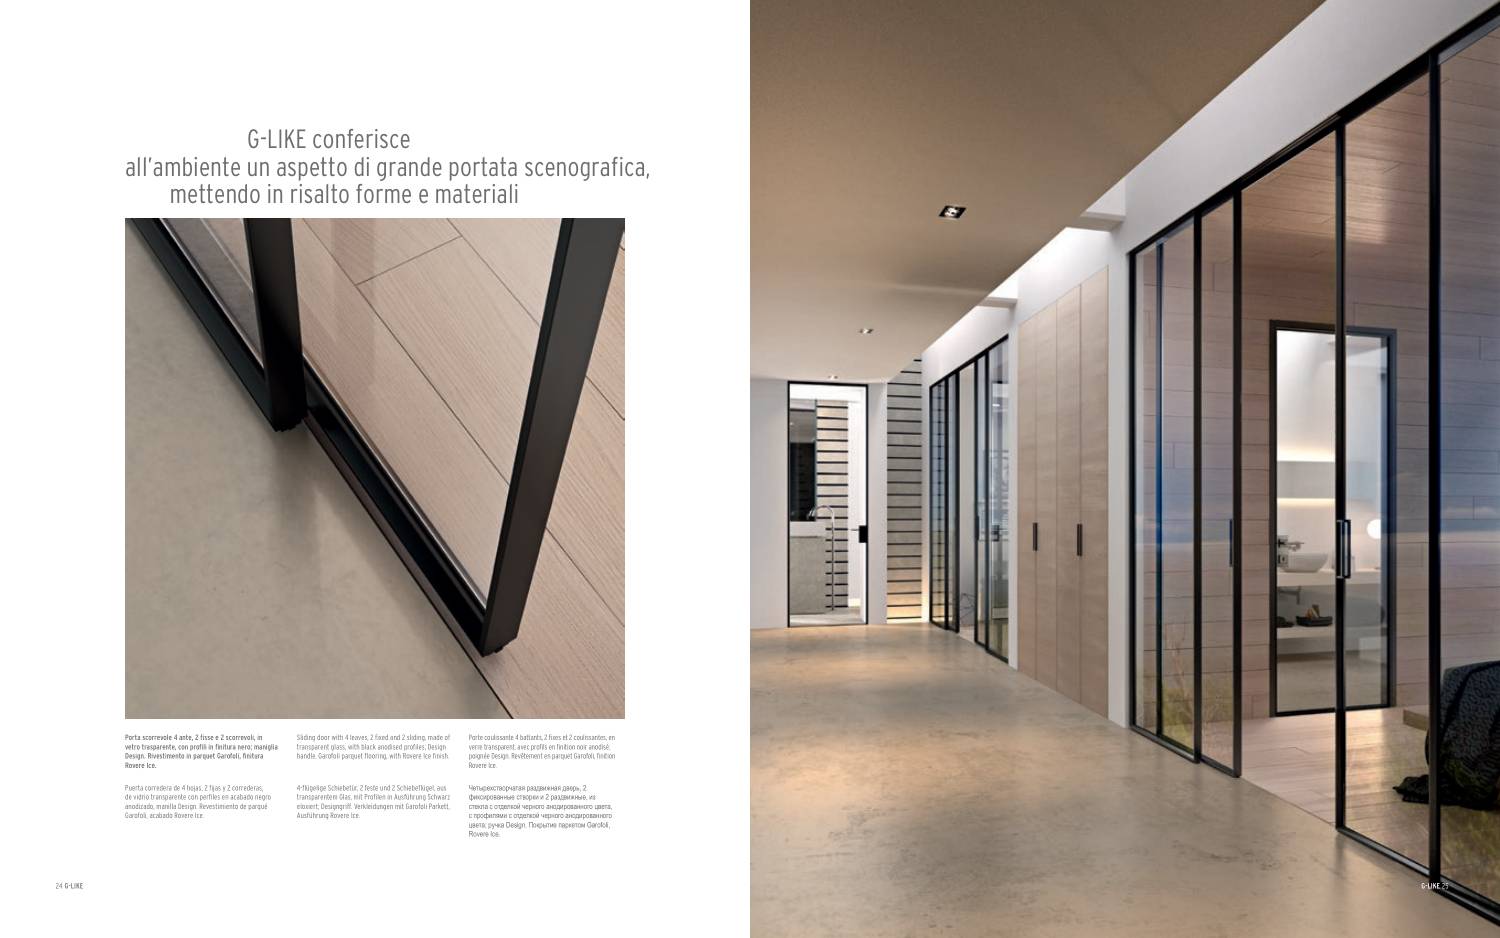 G-LIKE conferisce
all'ambiente un aspetto di grande portata scenografica,
mettendo in risalto forme e materiali
Porta scorrevole 4 ante, 2 fisse e 2 scorrevoli, in
vetro trasparente, con profili in finitura nero; maniglia
Design. Rivestimento in parquet Garofoli, finitura
Rovere Ice.
Sliding door with 4 leaves, 2 fixed and 2 sliding, made of
transparent glass, with black anodised profiles, Design
handle, Garofoli parquet flooring, with Rovere Ice finish.
Porte coulissante 4 battants, 2 fixes et 2 coulissantes, en
verre transparent, avec profils en finition noir anodisé,
poignée Design. Revêtement en parquet Garofoli, finition
Rovere Ice.
Puerta corredera de 4 hojas, 2 fijas y 2 correderas,
de vidrio transparente con perfiles en acabado negro
anodizado, manilla Design. Revestimiento de parqué
Garofoli, acabado Rovere Ice.
4-flügelige Schiebetür, 2 feste und 2 Schiebeflügel, aus
transparentem Glas, mit Profilen in Ausführung Schwarz
eloxiert; Designgriff. Verkleidungen mit Garofoli Parkett,
Ausführung Rovere Ice.
Четырехстворчатая раздвижная дверь, 2
фиксированные створки и 2 раздвижные, из
стекла с отделкой черного анодированного цвета,
с профилями с отделкой черного анодированного
цвета; ручка Design. Покрытие паркетом Garofoli,
Rovere Ice.
24 G-LIKE
G-LIKE 25